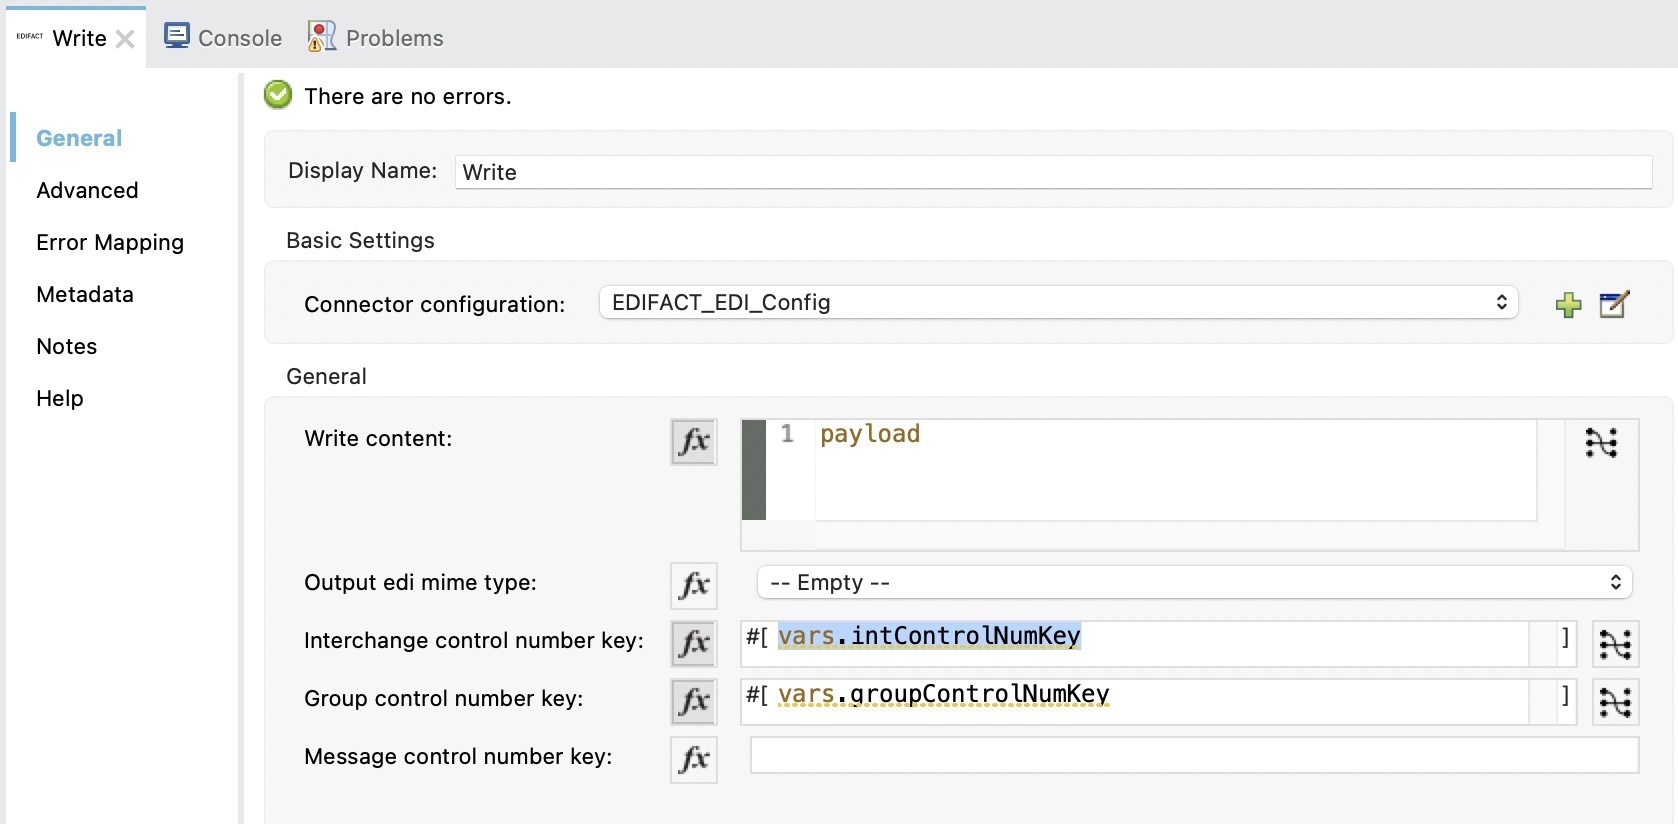 EDIFACT Write Console Problems
There are no errors.
General
Advanced
Error Mapping
Metadata
Notes
Help
Display Name: Write
Basic Settings
Connector configuration: EDIFACT_EDI_Config
General
Write content: fx 1 payload
Output edi mime type: fx -- Empty --
Interchange control number key: fx #[ vars.intControlNumKey ]
Group control number key: fx #[ vars.groupControlNumKey ]
Message control number key: fx